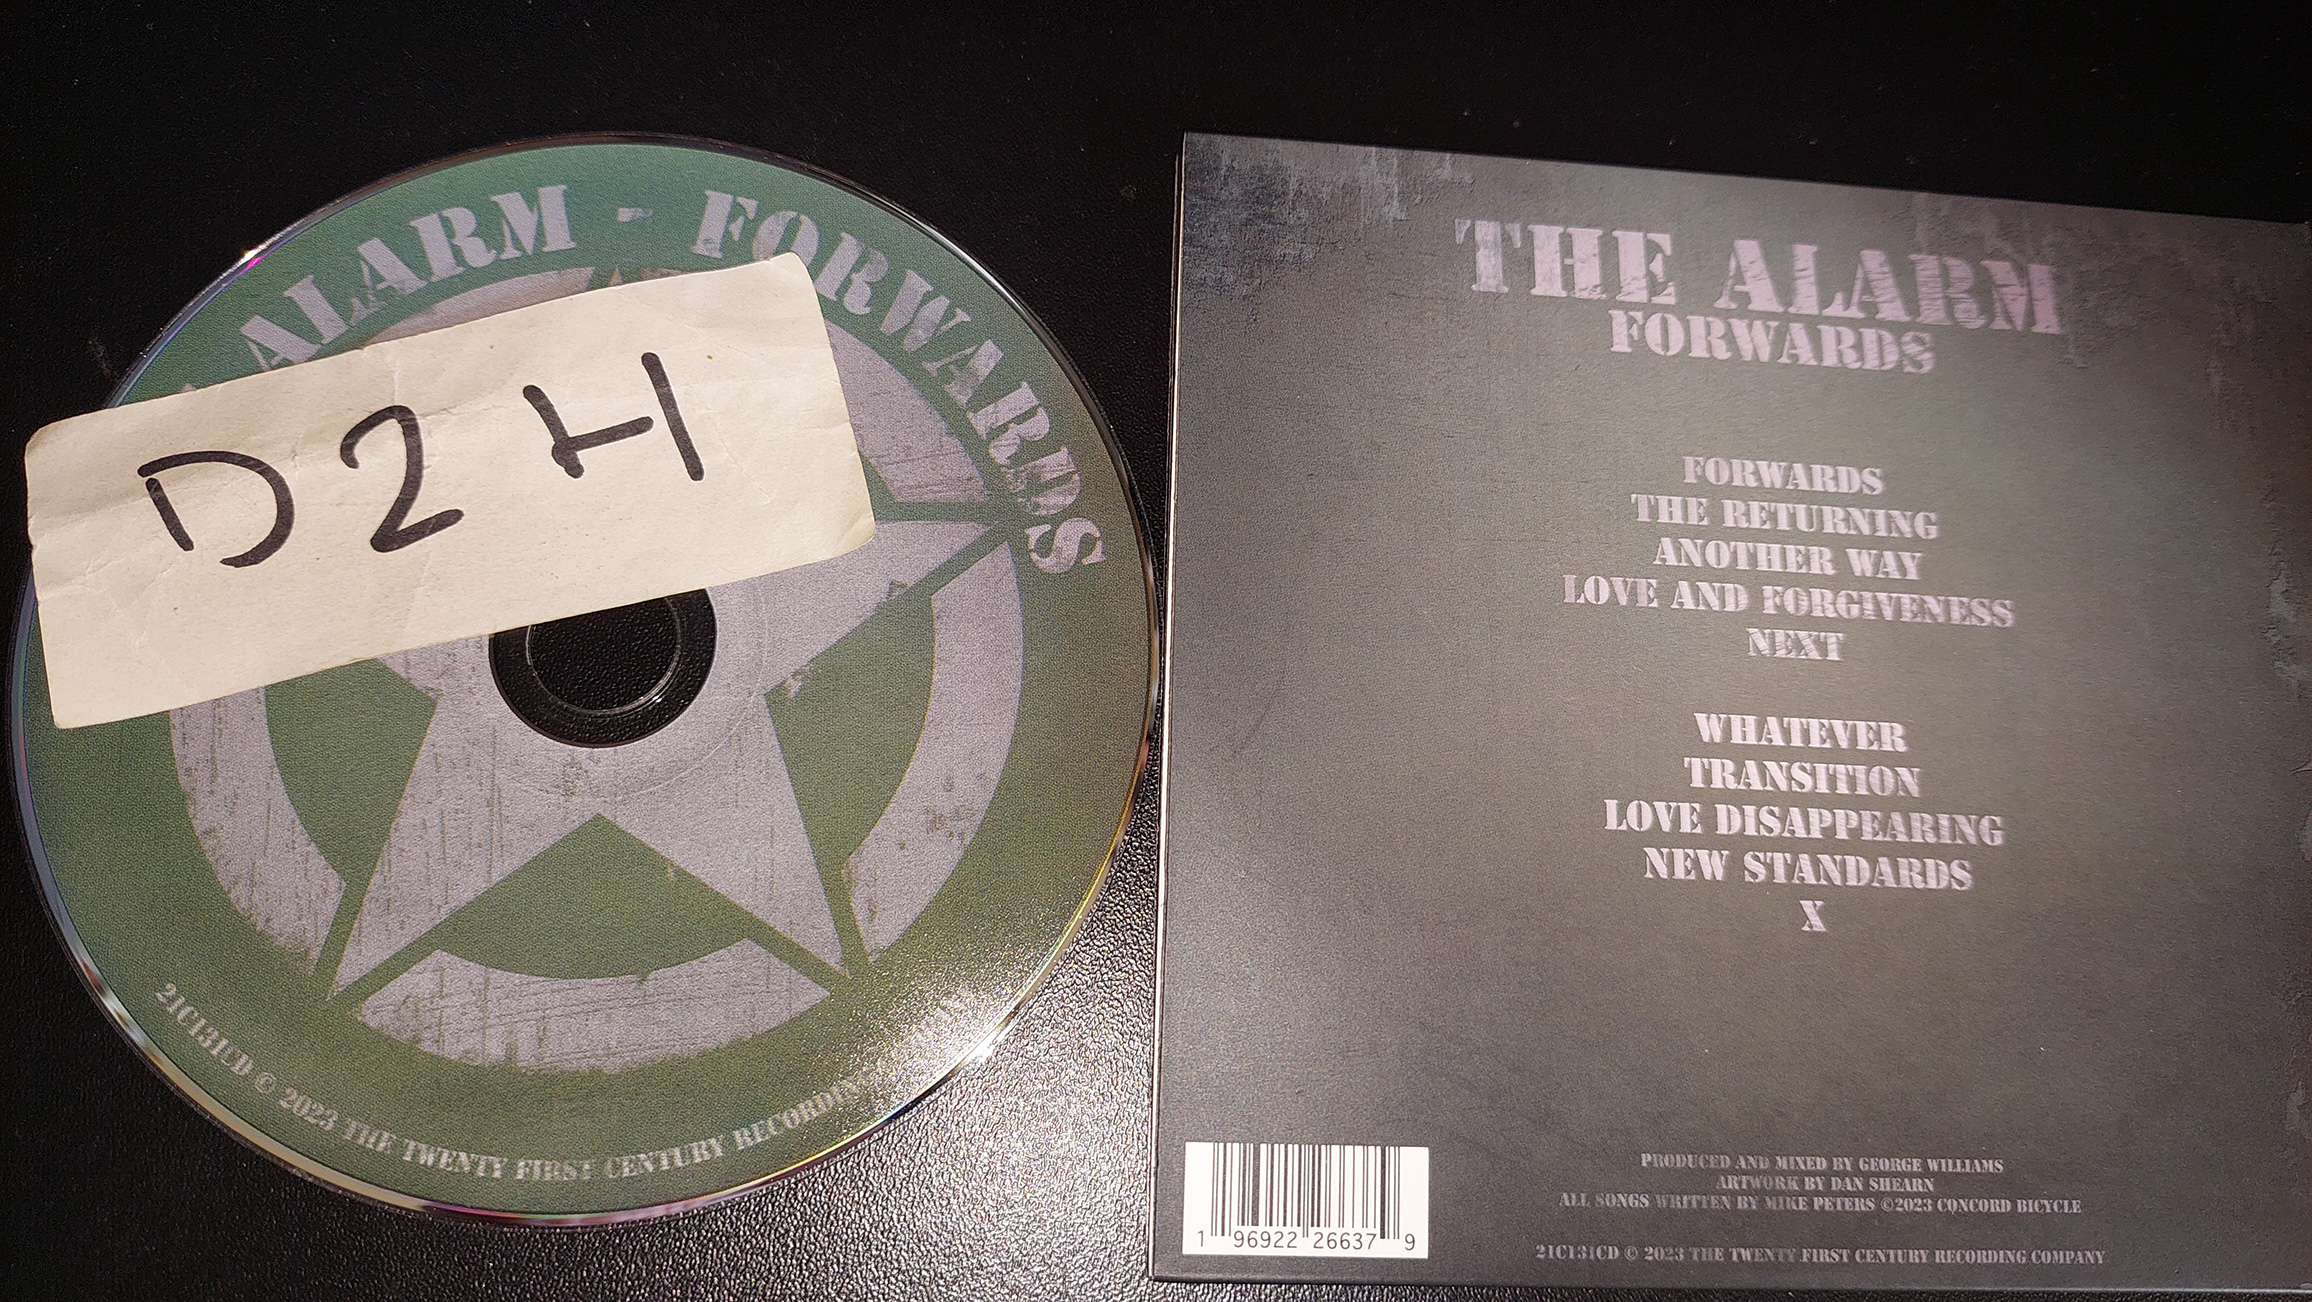 ALARM - FORWARDS
D2H
21C131CD © 2023 THE TWENTY FIRST CENTURY RECORDING
THE ALARM
FORWARDS
FORWARDS
THE RETURNING
ANOTHER WAY
LOVE AND FORGIVENESS
NEXT
WHATEVER
TRANSITION
LOVE DISAPPEARING
NEW STANDARDS
X
1 96922 26637 9
PRODUCED AND MIXED BY GEORGE WILLIAMS
ARTWORK BY DAN SHEARN
ALL SONGS WRITTEN BY MIKE PETERS ©2023 CONCORD BICYCLE
21C131CD © 2023 THE TWENTY FIRST CENTURY RECORDING COMPANY